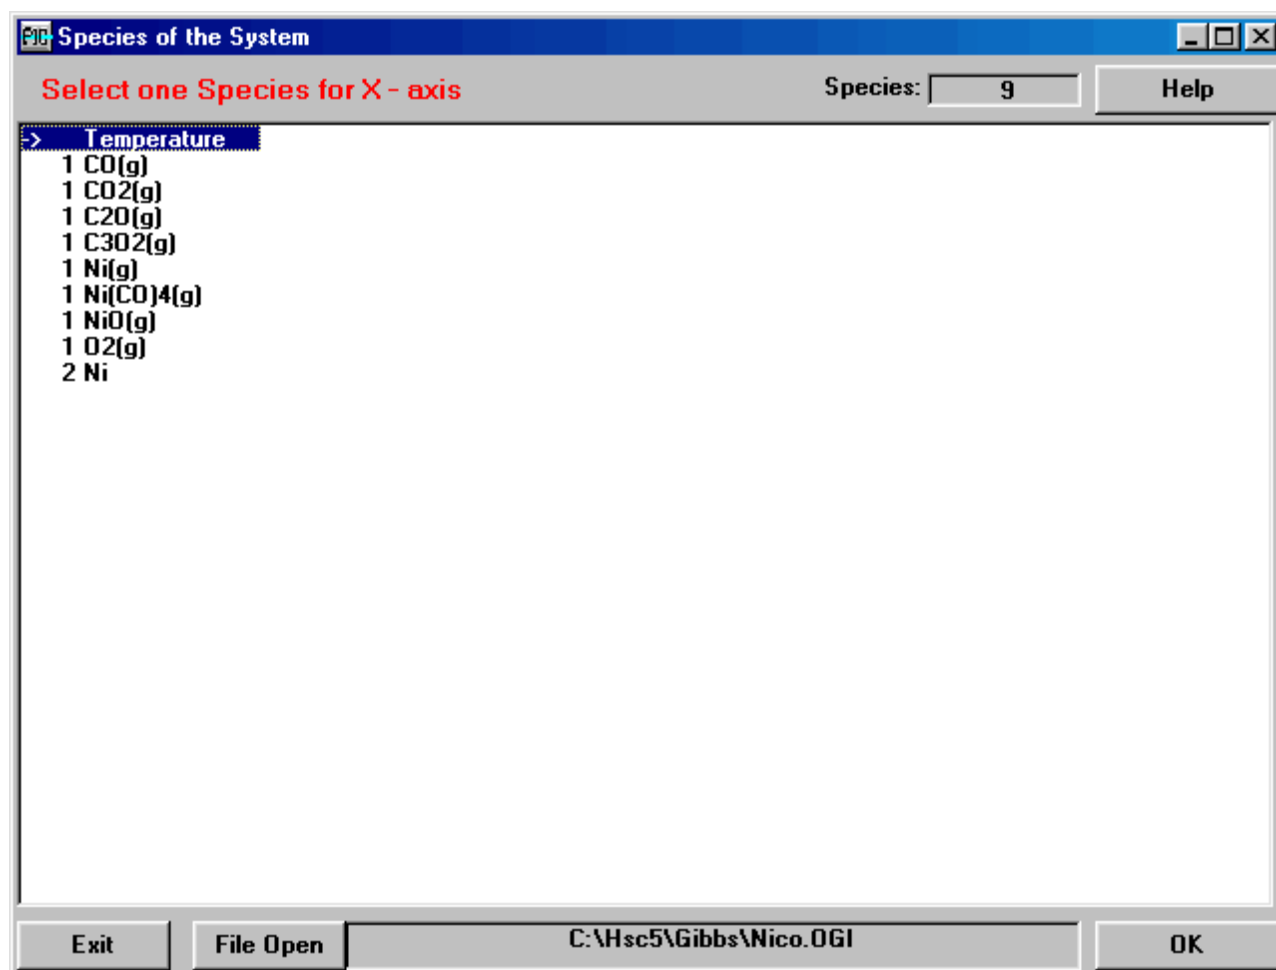 Species of the System
Select one Species for X - axis
Species: 9
Help
-> Temperature
1 CO(g)
1 CO2(g)
1 C2O(g)
1 C3O2(g)
1 Ni(g)
1 Ni(CO)4(g)
1 NiO(g)
1 O2(g)
2 Ni
Exit
File Open
C:\Hsc5\Gibbs\Nico.OGI
OK